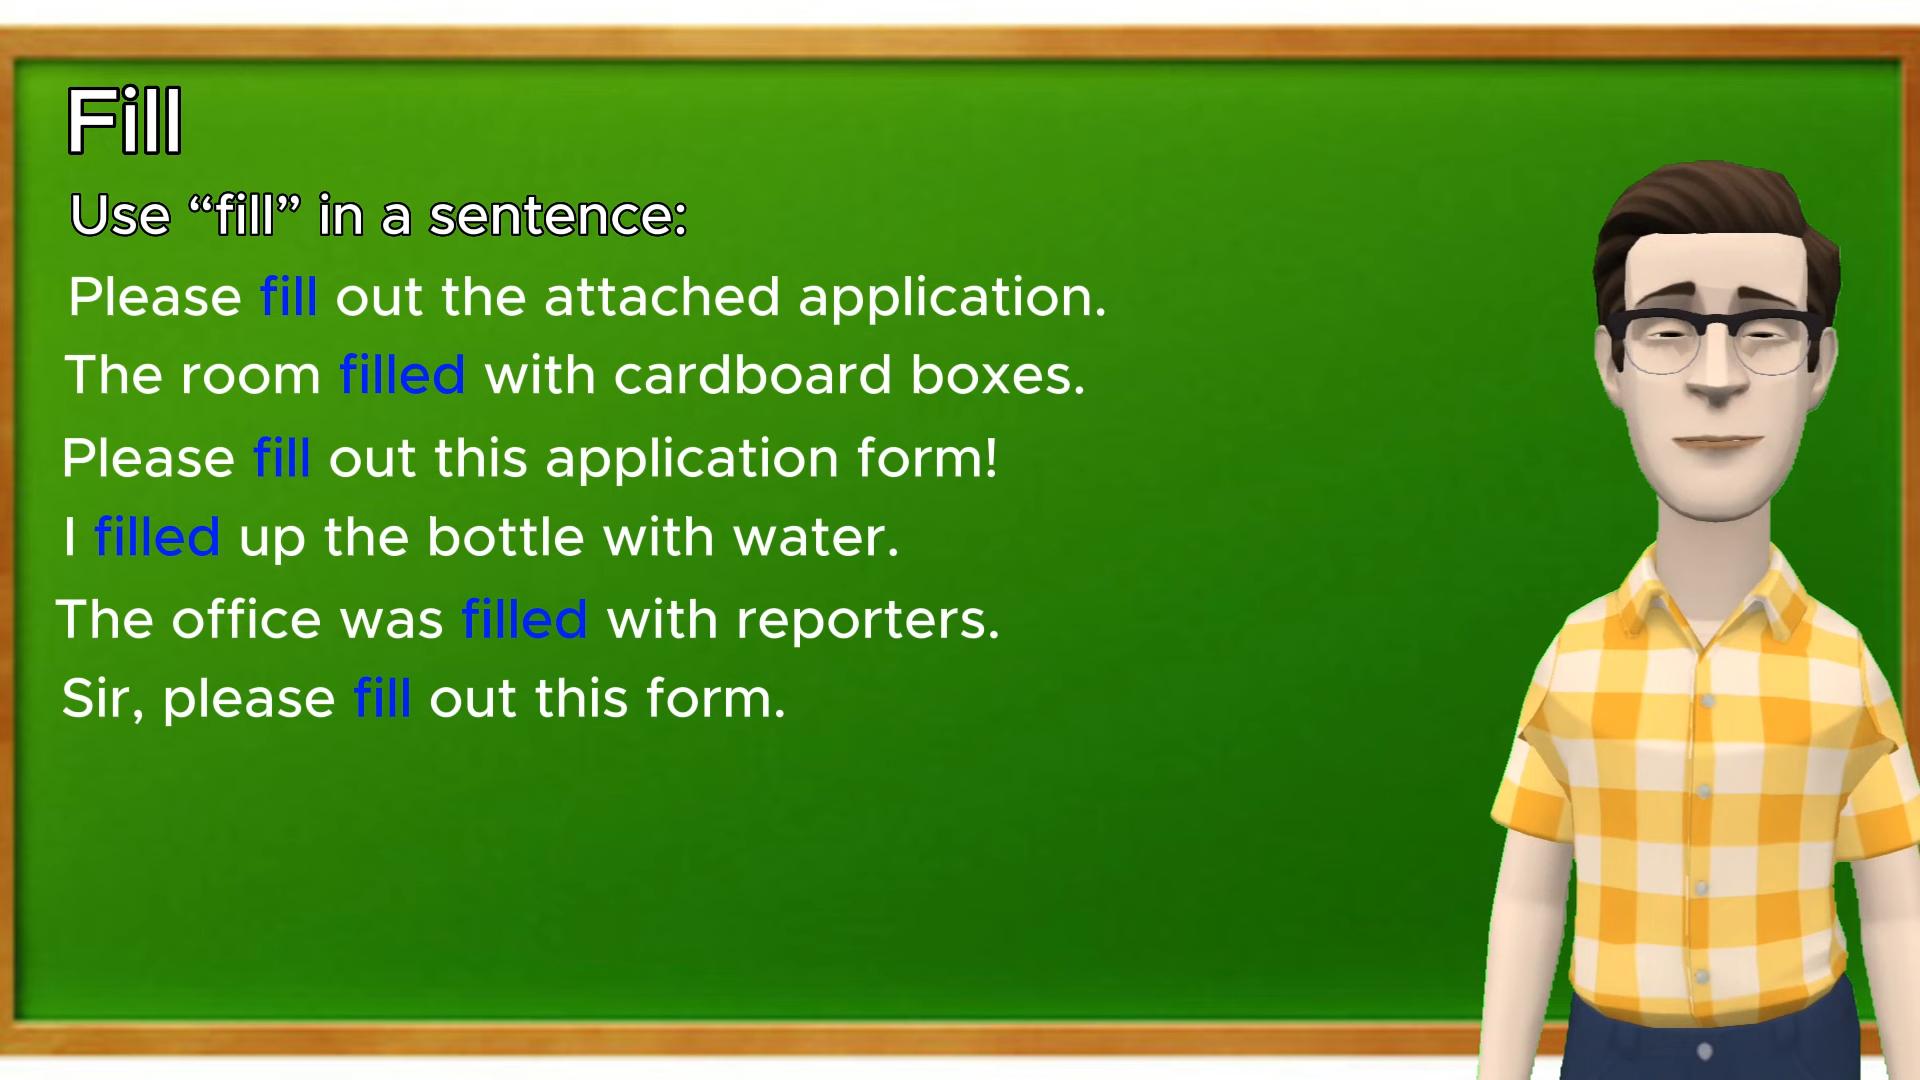 Fill
Use “fill” in a sentence:
Please fill out the attached application.
The room filled with cardboard boxes.
Please fill out this application form!
I filled up the bottle with water.
The office was filled with reporters.
Sir, please fill out this form.